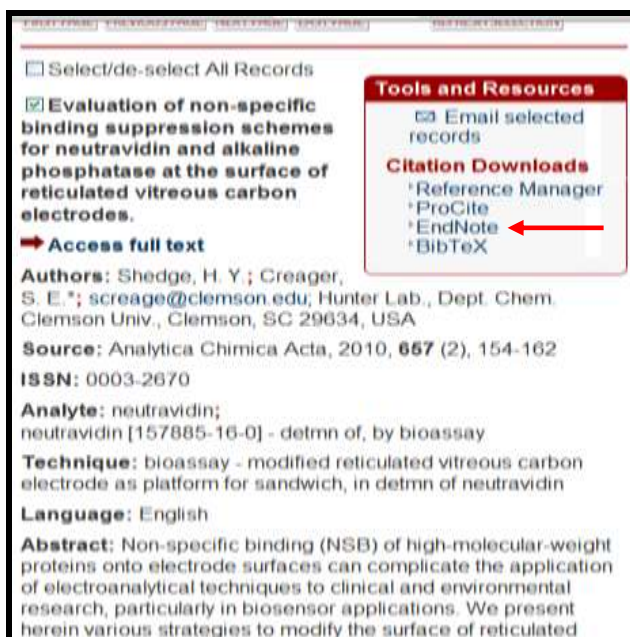 Select/de-select All Records
Tools and Resources
Email selected
records
Citation Downloads
Reference Manager
ProCite
EndNote
BibTeX
Evaluation of non-specific
binding suppression schemes
for neutravidin and alkaline
phosphatase at the surface of
reticulated vitreous carbon
electrodes.
Access full text
Authors: Shedge, H. Y.; Creager,
S. E.*; screage@clemson.edu; Hunter Lab., Dept. Chem.
Clemson Univ., Clemson, SC 29634, USA
Source: Analytica Chimica Acta, 2010, 657 (2), 154-162
ISSN: 0003-2670
Analyte: neutravidin;
neutravidin [157885-16-0] - detmn of, by bioassay
Technique: bioassay - modified reticulated vitreous carbon
electrode as platform for sandwich, in detmn of neutravidin
Language: English
Abstract: Non-specific binding (NSB) of high-molecular-weight
proteins onto electrode surfaces can complicate the application
of electroanalytical techniques to clinical and environmental
research, particularly in biosensor applications. We present
herein various strategies to modify the surface of reticulated